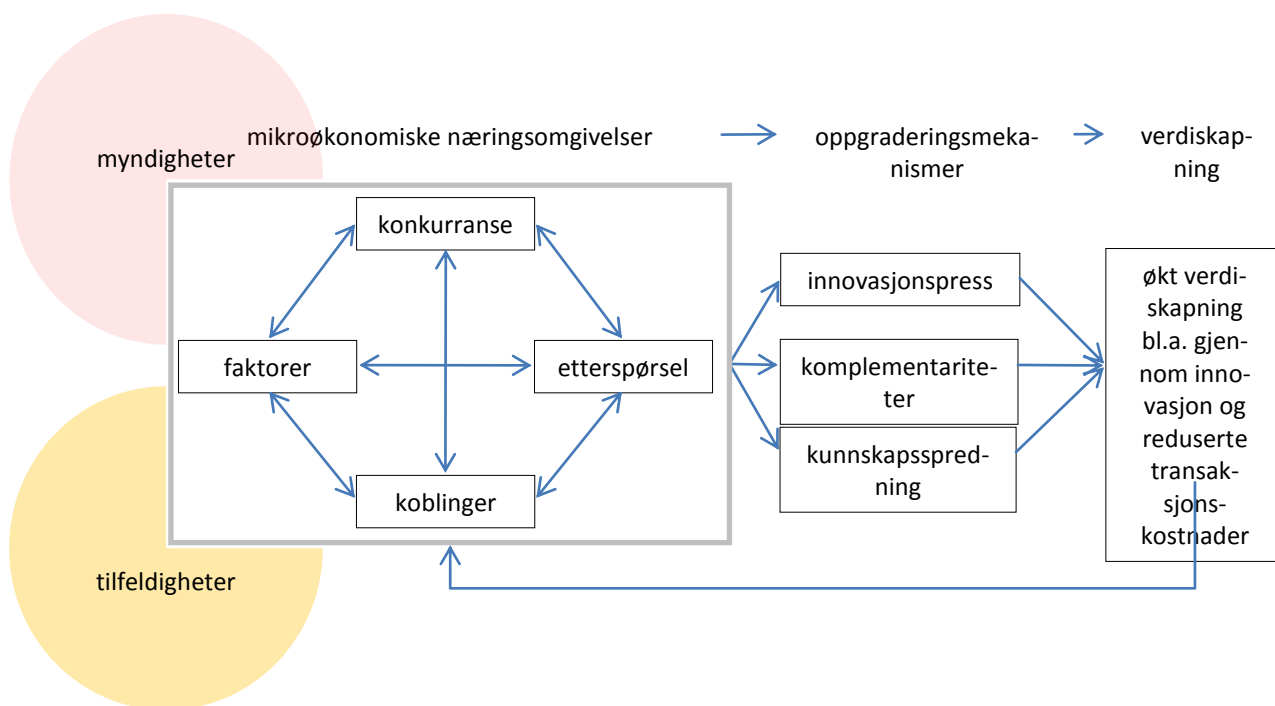 myndigheter
mikroøkonomiske næringsomgivelser
oppgraderingsmeka-
nismer
verdiskap-
ning
konkurranse
faktorer
etterspørsel
koblinger
innovasjonspress
komplementarite-
ter
kunnskapsspred-
ning
økt verdi-
skapning
bl.a. gjen-
nom inno-
vasjon og
reduserte
transak-
sjons-
kostnader
tilfeldigheter